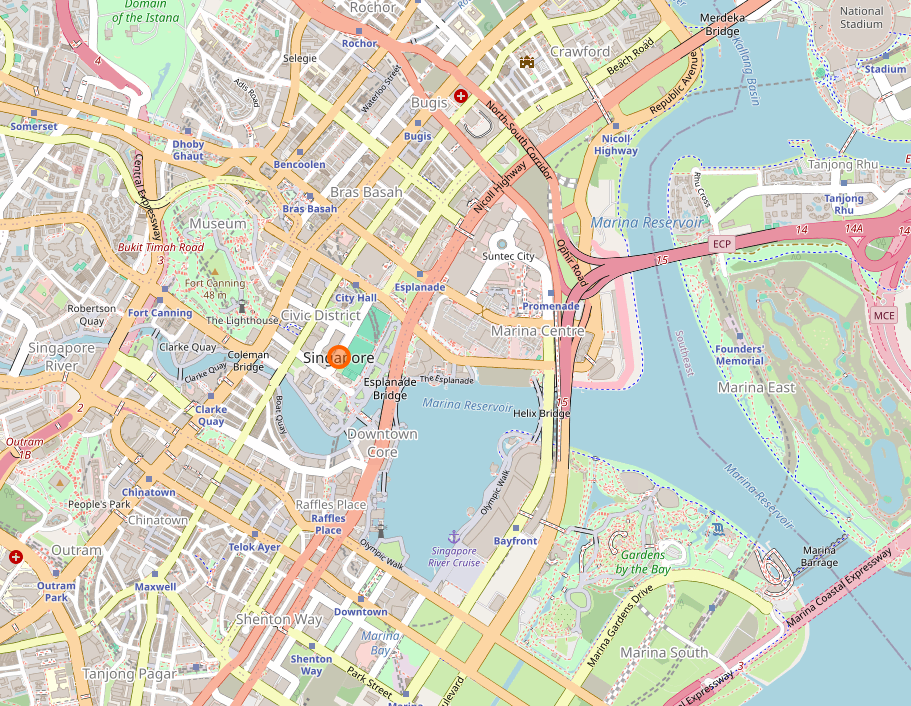 Domain
of the Istana
Rochor
Rochor
Selegie
4
Adis Road
Waterloo Street
Crawford
Beach Road
Merdeka
Bridge
National
Stadium
Stadium
Kallang Basin
Republic Avenue
Bugis
Bugis
North-South Corridor
Nicoll
Highway
Somerset
Dhoby
Ghaut
Bencoolen
Central Expressway
Bras Basah
Bras Basah
Nicoll Highway
Tanjong Rhu
Tanjong
Rhu
Rhu Cross
Museum
Marina Reservoir
ECP
14
14A
14
15
Bukit Timah Road
3
Suntec City
Ophir Road
Fort Canning
48 m
Esplanade
City Hall
Promenade
MCE
Robertson
Quay
Fort Canning
The Lighthouse
Civic District
Marina Centre
Singapore
River
Clarke Quay
Clarke Quay
Coleman
Bridge
Singapore
Southeast
Founders'
Memorial
Marina East
Esplanade
Bridge
The Esplanade
Marina Reservoir
Helix Bridge
15
2
Clarke
Quay
Boat Quay
Outram
1B
Downtown
Core
Olympic Walk
Marina Reservoir
Chinatown
People's Park
Chinatown
Raffles Place
Raffles
Place
Telok Ayer
Olympic Walk
Singapore
River Cruise
Bayfront
Gardens
by the Bay
Marina
Barrage
Outram
Outram
Park
Maxwell
Downtown
Marina Gardens Drive
Marina Coastal Expressway
Shenton Way
Marina
Bay
Shenton
Way
Marina South
3
Tanjong Pagar
Park Street
Expressway